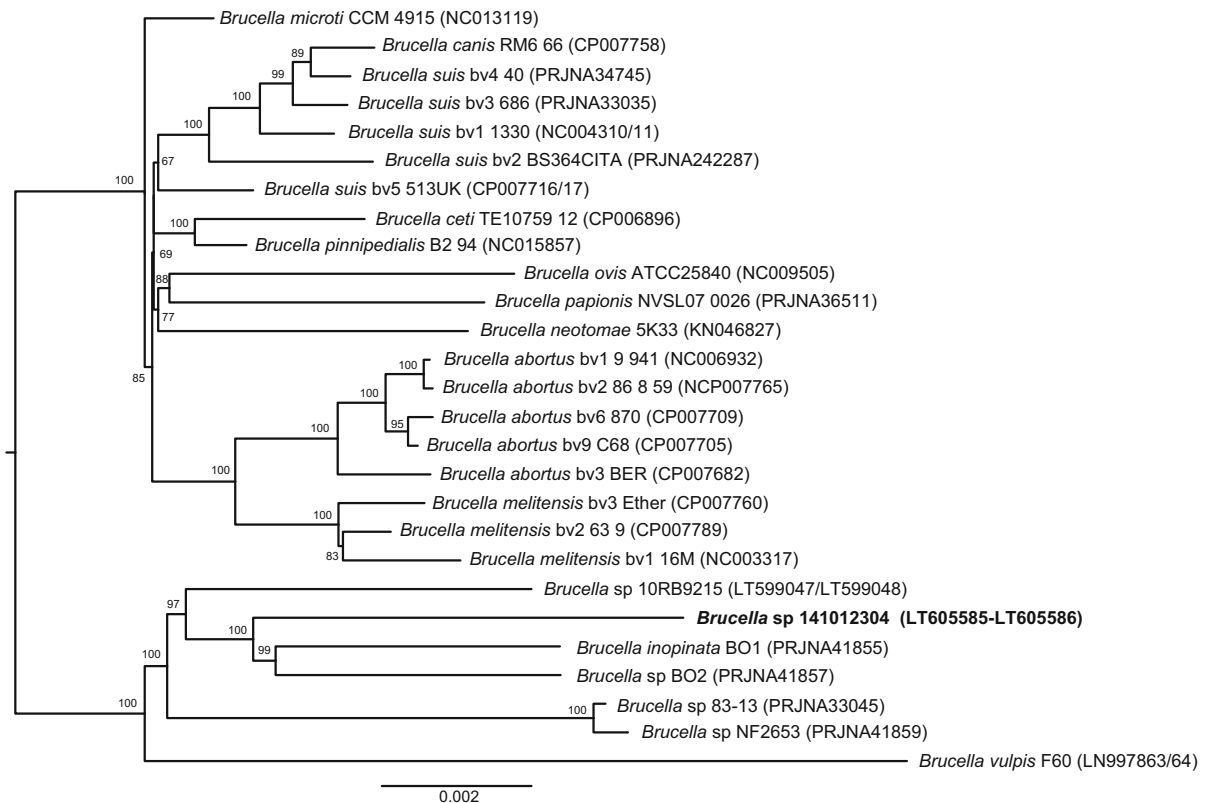 Brucella microti CCM 4915 (NC013119)
Brucella canis RM6 66 (CP007758)
89
Brucella suis bv4 40 (PRJNA34745)
99
100
Brucella suis bv3 686 (PRJNA33035)
100
Brucella suis bv1 1330 (NC004310/11)
Brucella suis bv2 BS364CITA (PRJNA242287)
67
100
Brucella suis bv5 513UK (CP007716/17)
Brucella ceti TE10759 12 (CP006896)
100
Brucella pinnipedialis B2 94 (NC015857)
69
Brucella ovis ATCC25840 (NC009505)
88
Brucella papionis NVSL07 0026 (PRJNA36511)
77
Brucella neotomae 5K33 (KN046827)
Brucella abortus bv1 9 941 (NC006932)
100
85
Brucella abortus bv2 86 8 59 (NCP007765)
100
Brucella abortus bv6 870 (CP007709)
95
100
Brucella abortus bv9 C68 (CP007705)
100
Brucella abortus bv3 BER (CP007682)
Brucella melitensis bv3 Ether (CP007760)
100
Brucella melitensis bv2 63 9 (CP007789)
83
Brucella melitensis bv1 16M (NC003317)
Brucella sp 10RB9215 (LT599047/LT599048)
97
Brucella sp 141012304 (LT605585-LT605586)
100
Brucella inopinata BO1 (PRJNA41855)
99
100
Brucella sp BO2 (PRJNA41857)
100
Brucella sp 83-13 (PRJNA33045)
100
Brucella sp NF2653 (PRJNA41859)
Brucella vulpis F60 (LN997863/64)
0.002